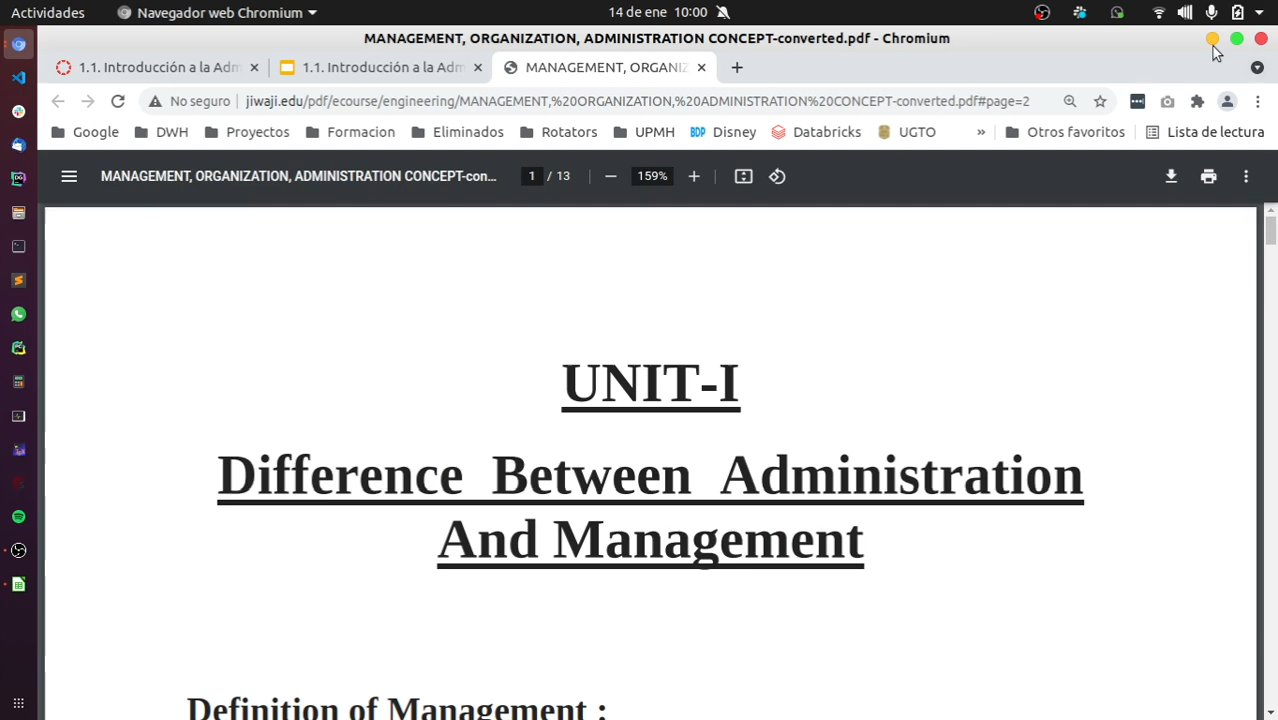 Actividades
Navegador web Chromium
14 de ene 10:00
MANAGEMENT, ORGANIZATION, ADMINISTRATION CONCEPT-converted.pdf - Chromium
1.1. Introducción a la Adm
1.1. Introducción a la Adm
MANAGEMENT, ORGANIZ
No seguro
jiwaji.edu/pdf/ecourse/engineering/MANAGEMENT,%20ORGANIZATION,%20ADMINISTRATION%20CONCEPT-converted.pdf#page=2
Google
DWH
Proyectos
Formacion
Eliminados
Rotators
UPMH
BDP Disney
Databricks
UGTO
»
Otros favoritos
Lista de lectura
MANAGEMENT, ORGANIZATION, ADMINISTRATION CONCEPT-con...
1 / 13
159%
UNIT-I
Difference Between Administration
And Management
Definition of Management :